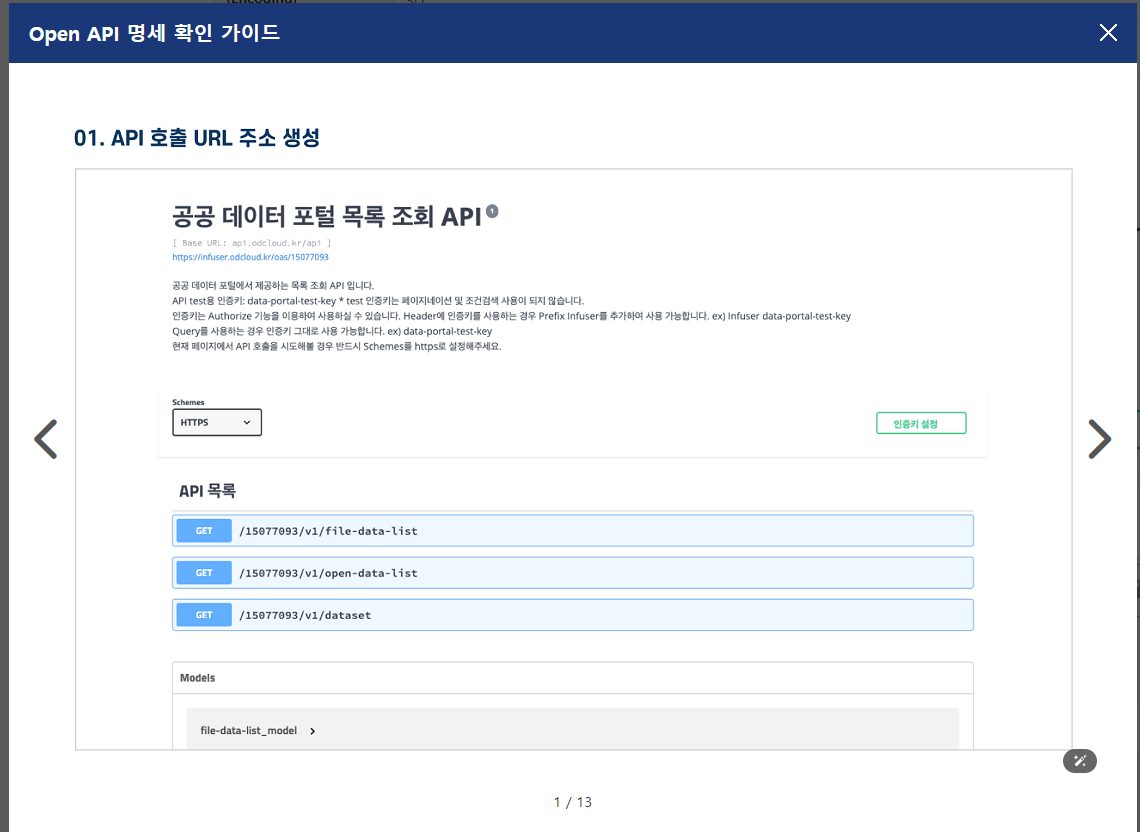 Open API 명세 확인 가이드
01. API 호출 URL 주소 생성
공공 데이터 포털 목록 조회 API 1
[ Base URL: api.odcloud.kr/api ]
https://infuser.odcloud.kr/oas/15077093
공공 데이터 포털에서 제공하는 목록 조회 API 입니다.
API test용 인증키: data-portal-test-key * test 인증키는 페이지네이션 및 조건검색 사용이 되지 않습니다.
인증키는 Authorize 기능을 이용하여 사용하실 수 있습니다. Header에 인증키를 사용하는 경우 Prefix Infuser를 추가하여 사용 가능합니다. ex) Infuser data-portal-test-key
Query를 사용하는 경우 인증키 그대로 사용 가능합니다. ex) data-portal-test-key
현재 페이지에서 API 호출을 시도해볼 경우 반드시 Schemes를 https로 설정해주세요.
Schemes
HTTPS
인증키 설정
API 목록
GET /15077093/v1/file-data-list
GET /15077093/v1/open-data-list
GET /15077093/v1/dataset
Models
file-data-list_model
1 / 13